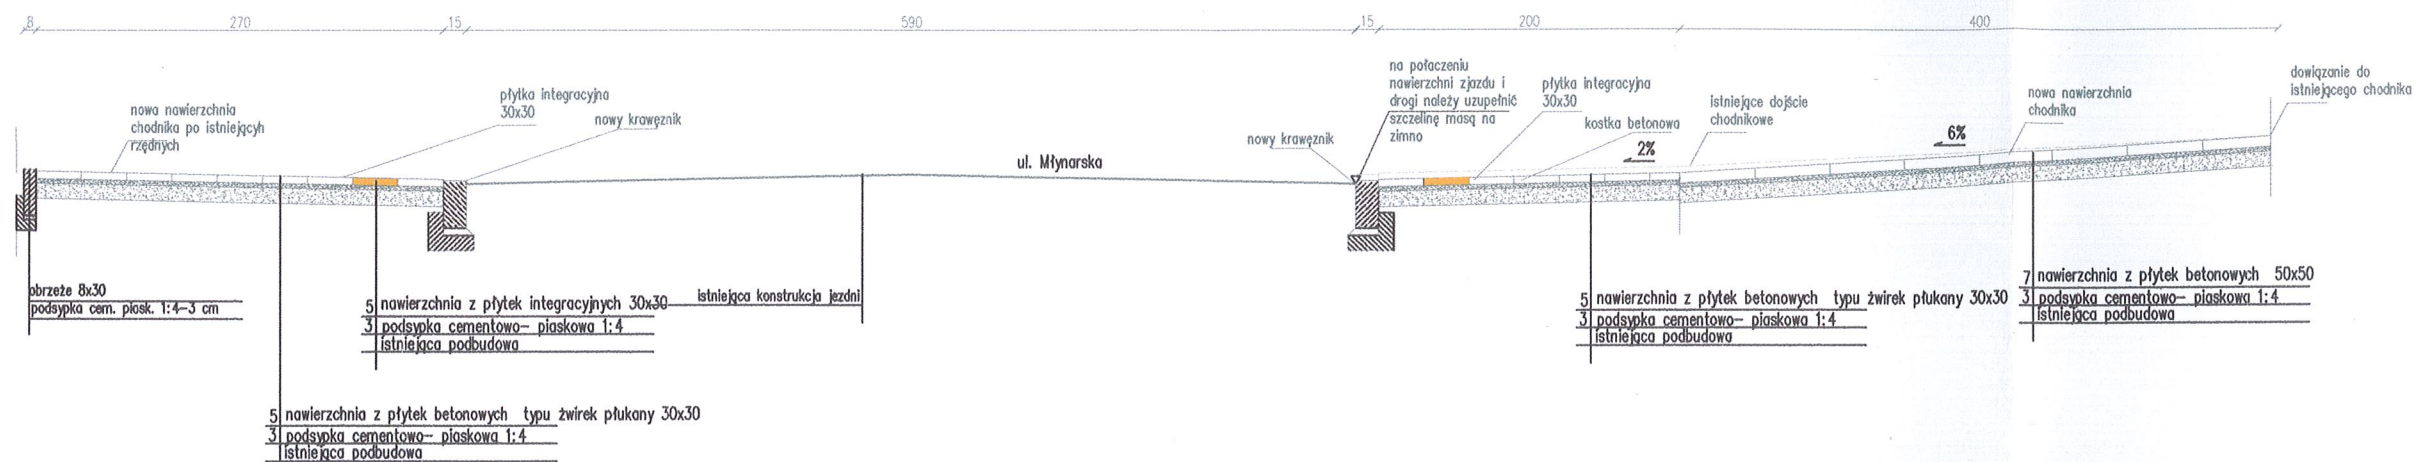 8 270 15 590 15 200 400
nowa nawierzchnia
chodnika po istniejącyh
rzędnych
płytka integracyjna
30x30
nowy krawężnik
ul. Młynarska
nowy krawężnik
na połaczeniu
nawierzchni zjazdu i
drogi należy uzupełnić
szczelinę masą na
zimno
płytka integracyjna
30x30
kostka betonowa
2%
istniejące dojście
chodnikowe
6%
nowa nawierzchnia
chodnika
dowiązanie do
istniejącego chodnika
obrzeże 8x30
podsypka cem. piask. 1:4-3 cm
5 nawierzchnia z płytek integracyjnych 30x30
3 podsypka cementowo- piaskowa 1:4
istniejąca podbudowa
istniejąca konstrukcja jezdni
5 nawierzchnia z płytek betonowych typu żwirek płukany 30x30
3 podsypka cementowo- piaskowa 1:4
istniejąca podbudowa
7 nawierzchnia z płytek betonowych 50x50
3 podsypka cementowo- piaskowa 1:4
istniejąca podbudowa
5 nawierzchnia z płytek betonowych typu żwirek płukany 30x30
3 podsypka cementowo- piaskowa 1:4
istniejąca podbudowa